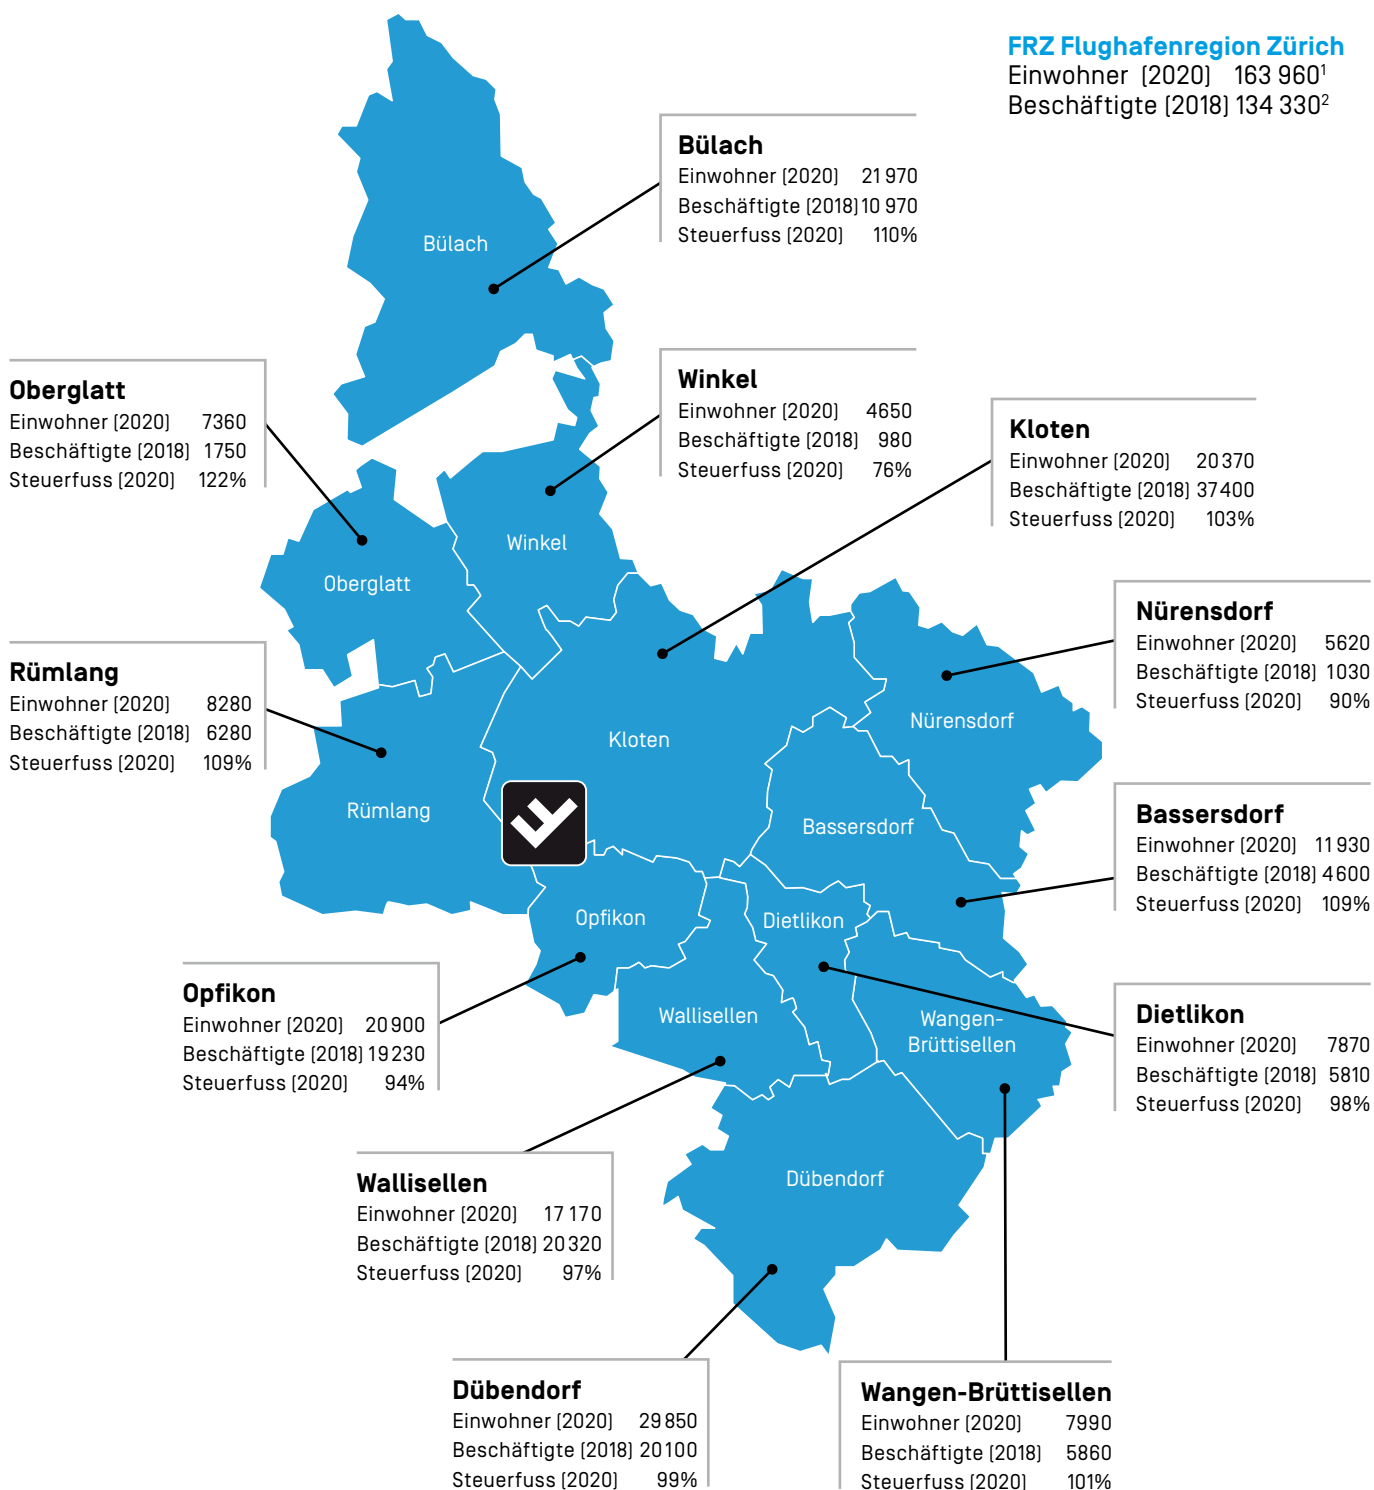 FRZ Flughafenregion Zürich
Einwohner (2020) 163 960¹
Beschäftigte (2018) 134 330²
Bülach
Einwohner (2020) 21 970
Beschäftigte (2018) 10 970
Steuerfuss (2020) 110%
Bülach
Oberglatt
Einwohner (2020) 7360
Beschäftigte (2018) 1750
Steuerfuss (2020) 122%
Winkel
Einwohner (2020) 4650
Beschäftigte (2018) 980
Steuerfuss (2020) 76%
Kloten
Einwohner (2020) 20 370
Beschäftigte (2018) 37 400
Steuerfuss (2020) 103%
Winkel
Oberglatt
Nürensdorf
Einwohner (2020) 5620
Beschäftigte (2018) 1030
Steuerfuss (2020) 90%
Rümlang
Einwohner (2020) 8280
Beschäftigte (2018) 6280
Steuerfuss (2020) 109%
Nürensdorf
Kloten
Rümlang
Bassersdorf
Bassersdorf
Einwohner (2020) 11 930
Beschäftigte (2018) 4600
Steuerfuss (2020) 109%
Opfikon
Dietlikon
Opfikon
Einwohner (2020) 20 900
Beschäftigte (2018) 19 230
Steuerfuss (2020) 94%
Wallisellen
Wangen-
Brüttisellen
Dietlikon
Einwohner (2020) 7870
Beschäftigte (2018) 5810
Steuerfuss (2020) 98%
Wallisellen
Einwohner (2020) 17 170
Beschäftigte (2018) 20 320
Steuerfuss (2020) 97%
Dübendorf
Dübendorf
Einwohner (2020) 29 850
Beschäftigte (2018) 20 100
Steuerfuss (2020) 99%
Wangen-Brüttisellen
Einwohner (2020) 7990
Beschäftigte (2018) 5860
Steuerfuss (2020) 101%